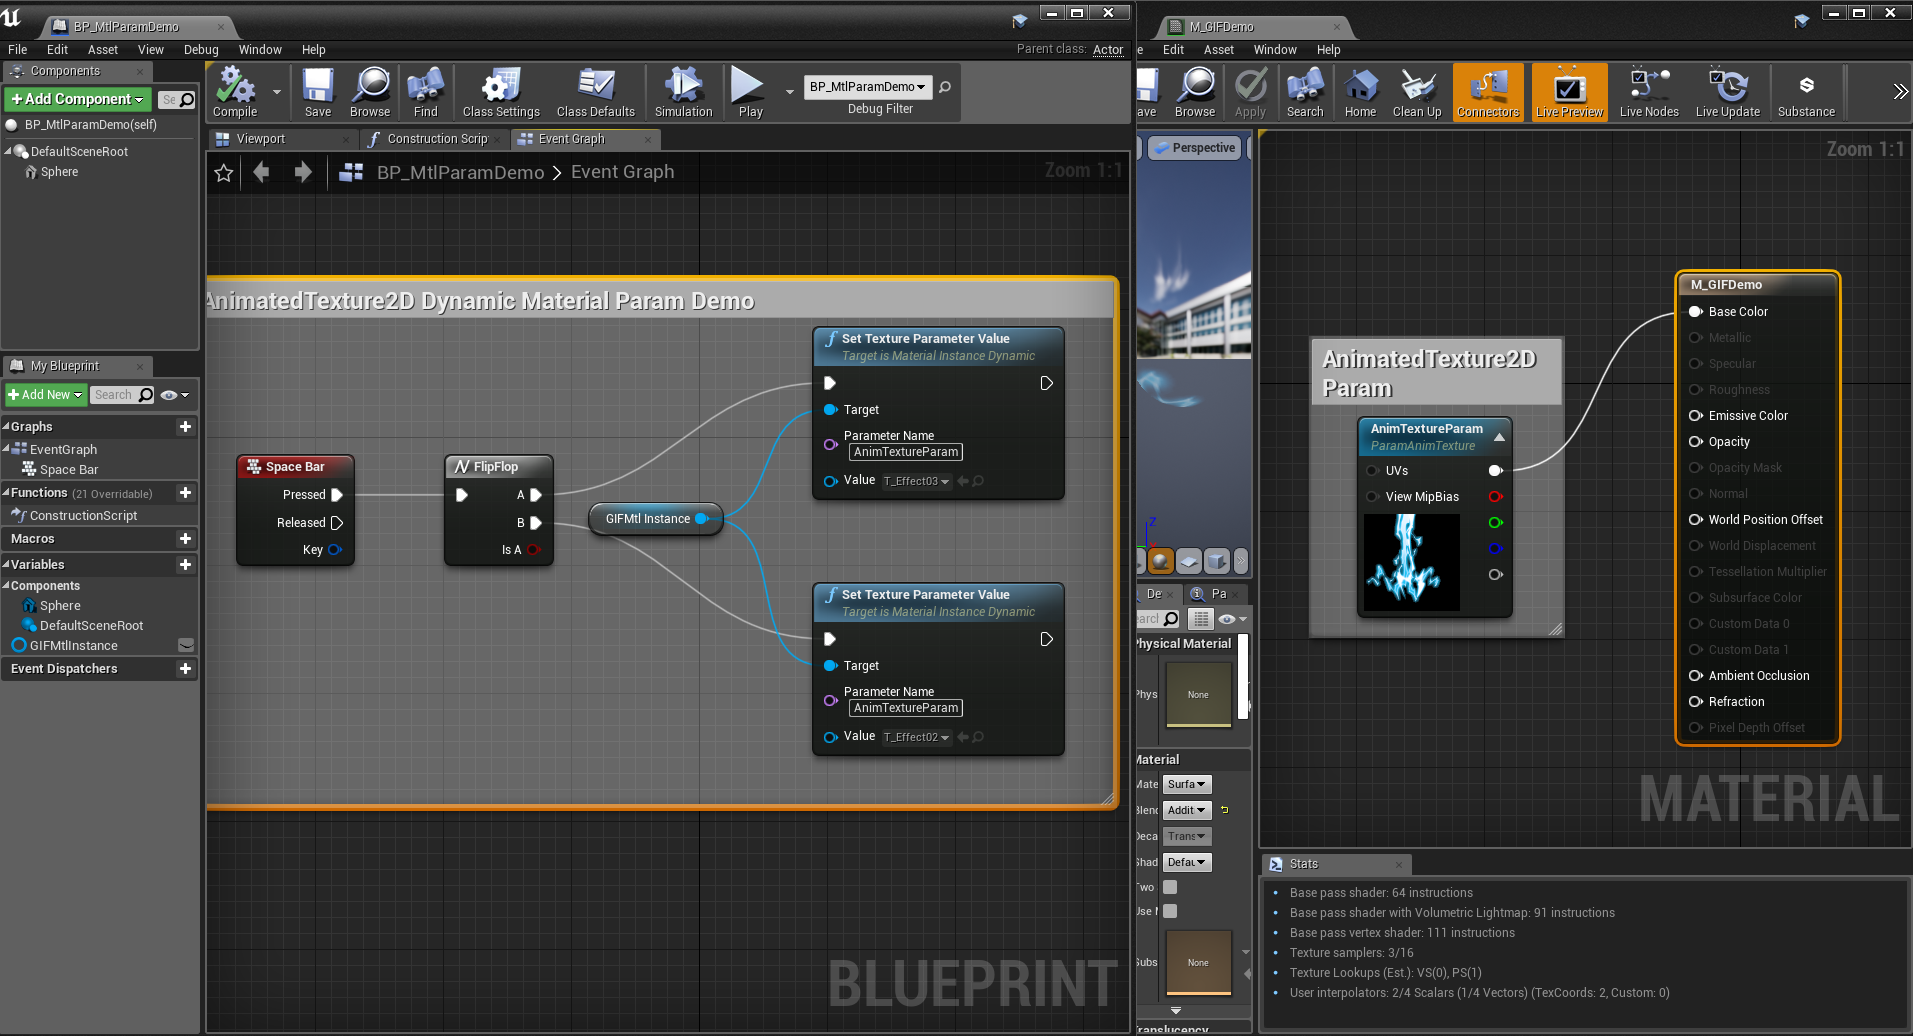 BP_MtlParamDemo
File Edit Asset View Debug Window Help
Parent class: Actor
Components
+ Add Component
Se
BP_MtlParamDemo(self)
DefaultSceneRoot
Sphere
Compile
Save
Browse
Find
Class Settings
Class Defaults
Simulation
Play
BP_MtlParamDemo
Debug Filter
Viewport
Construction Scrip
Event Graph
BP_MtlParamDemo > Event Graph
Zoom 1:1
My Blueprint
+ Add New
Search
Graphs
EventGraph
Space Bar
Functions (21 Overridable)
ConstructionScript
Macros
Variables
Components
Sphere
DefaultSceneRoot
GIFMtlInstance
Event Dispatchers
AnimatedTexture2D Dynamic Material Param Demo
Space Bar
Pressed
Released
Key
FlipFlop
A
B
Is A
GIFMtl Instance
Set Texture Parameter Value
Target is Material Instance Dynamic
Target
Parameter Name
AnimTextureParam
Value T_Effect03
Set Texture Parameter Value
Target is Material Instance Dynamic
Target
Parameter Name
AnimTextureParam
Value T_Effect02
BLUEPRINT
M_GIFDemo
e Edit Asset Window Help
ave
Browse
Apply
Search
Home
Clean Up
Connectors
Live Preview
Live Nodes
Live Update
Substance
Perspective
Z
De
Pa
earch
Physical Material
Phys
None
Material
Mate Surfa
Blend Addit
Deca Trans
Shad Defau
Two
Use M
Subs
None
Translucency
Zoom 1:1
AnimatedTexture2D
Param
AnimTextureParam
ParamAnimTexture
UVs
View MipBias
M_GIFDemo
Base Color
Metallic
Specular
Roughness
Emissive Color
Opacity
Opacity Mask
Normal
World Position Offset
World Displacement
Tessellation Multiplier
Subsurface Color
Custom Data 0
Custom Data 1
Ambient Occlusion
Refraction
Pixel Depth Offset
MATERIAL
Stats
Base pass shader: 64 instructions
Base pass shader with Volumetric Lightmap: 91 instructions
Base pass vertex shader: 111 instructions
Texture samplers: 3/16
Texture Lookups (Est.): VS(0), PS(1)
User interpolators: 2/4 Scalars (1/4 Vectors) (TexCoords: 2, Custom: 0)